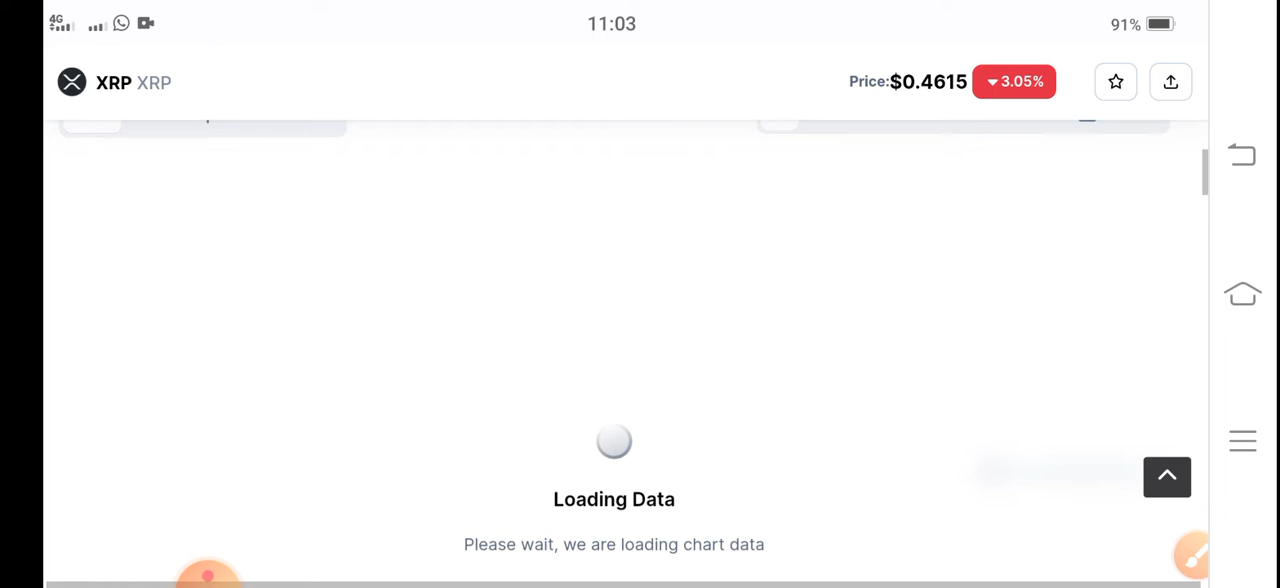 4G 11:03 91%
XRP XRP Price:$0.4615 3.05%
Loading Data
Please wait, we are loading chart data